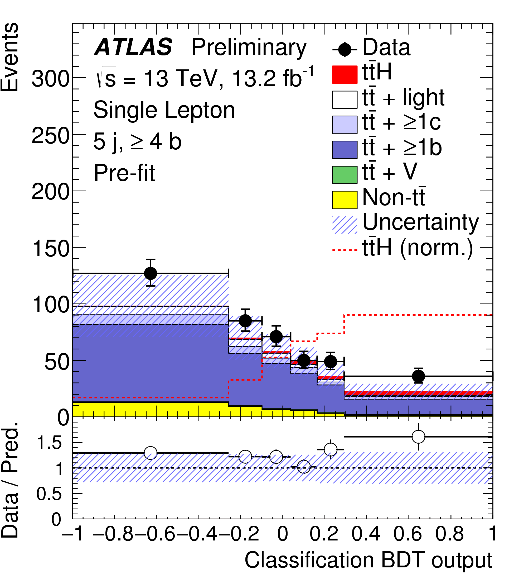 ATLAS Preliminary
√s = 13 TeV, 13.2 fb⁻¹
Single Lepton
5 j, ≥ 4 b
Pre-fit
Data
tt̄H
tt̄ + light
tt̄ + ≥1c
tt̄ + ≥1b
tt̄ + V
Non-tt̄
Uncertainty
tt̄H (norm.)
Events
300
250
200
150
100
50
0
Data / Pred.
1.5
1
0.5
0
−1 −0.8 −0.6 −0.4 −0.2 0 0.2 0.4 0.6 0.8 1
Classification BDT output